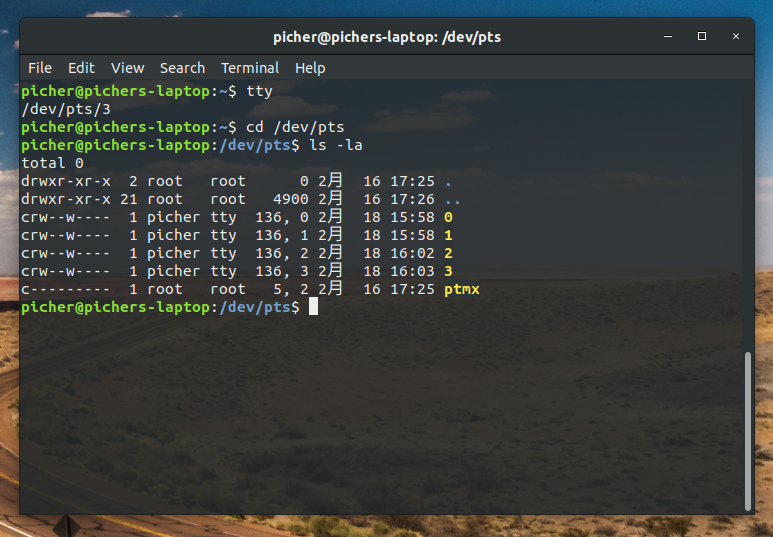 picher@pichers-laptop: /dev/pts
File Edit View Search Terminal Help
picher@pichers-laptop:~$ tty
/dev/pts/3
picher@pichers-laptop:~$ cd /dev/pts
picher@pichers-laptop:/dev/pts$ ls -la
total 0
drwxr-xr-x  2 root   root      0 2月  16 17:25 .
drwxr-xr-x 21 root   root   4900 2月  16 17:26 ..
crw--w----  1 picher tty  136, 0 2月  18 15:58 0
crw--w----  1 picher tty  136, 1 2月  18 15:58 1
crw--w----  1 picher tty  136, 2 2月  18 16:02 2
crw--w----  1 picher tty  136, 3 2月  18 16:03 3
c---------  1 root   root   5, 2 2月  16 17:25 ptmx
picher@pichers-laptop:/dev/pts$